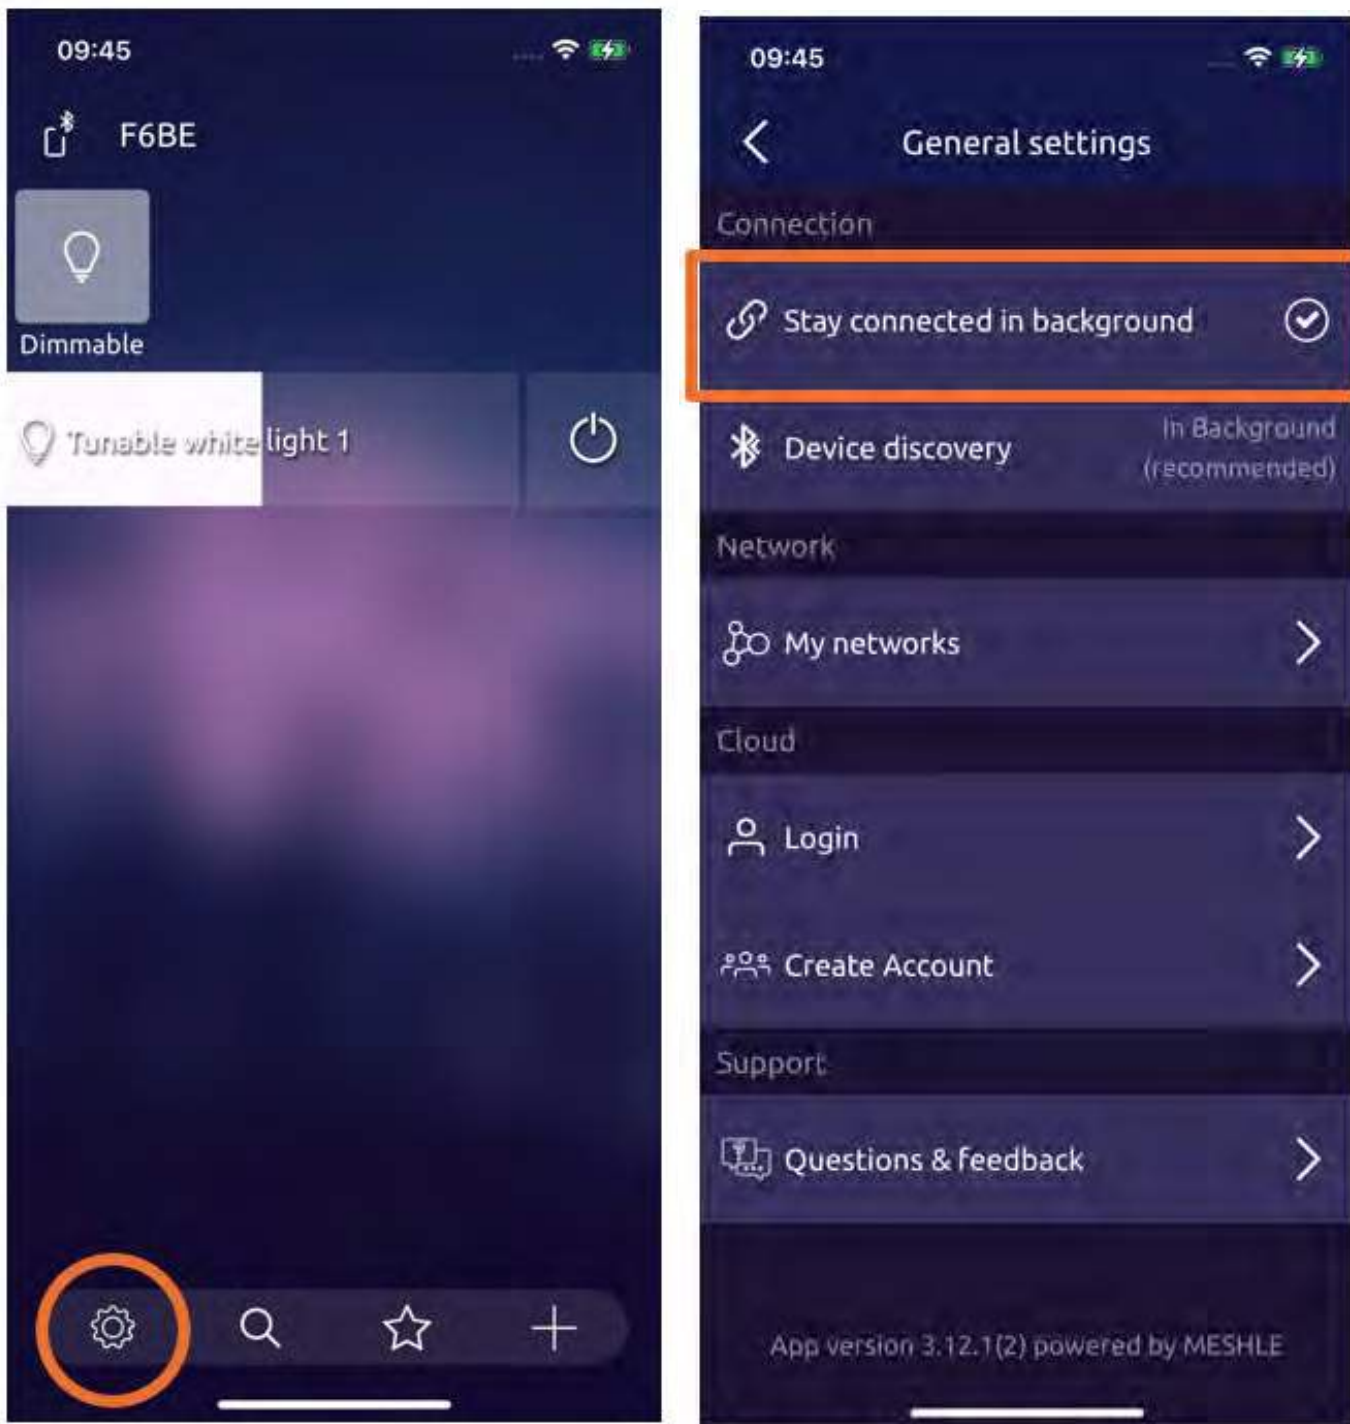 09:45
F6BE
Dimmable
Tunable white light 1
09:45
General settings
Connection
Stay connected in background
Device discovery
In Background
(recommended)
Network
My networks
Cloud
Login
Create Account
Support
Questions & feedback
App version 3.12.1(2) powered by MESHLE